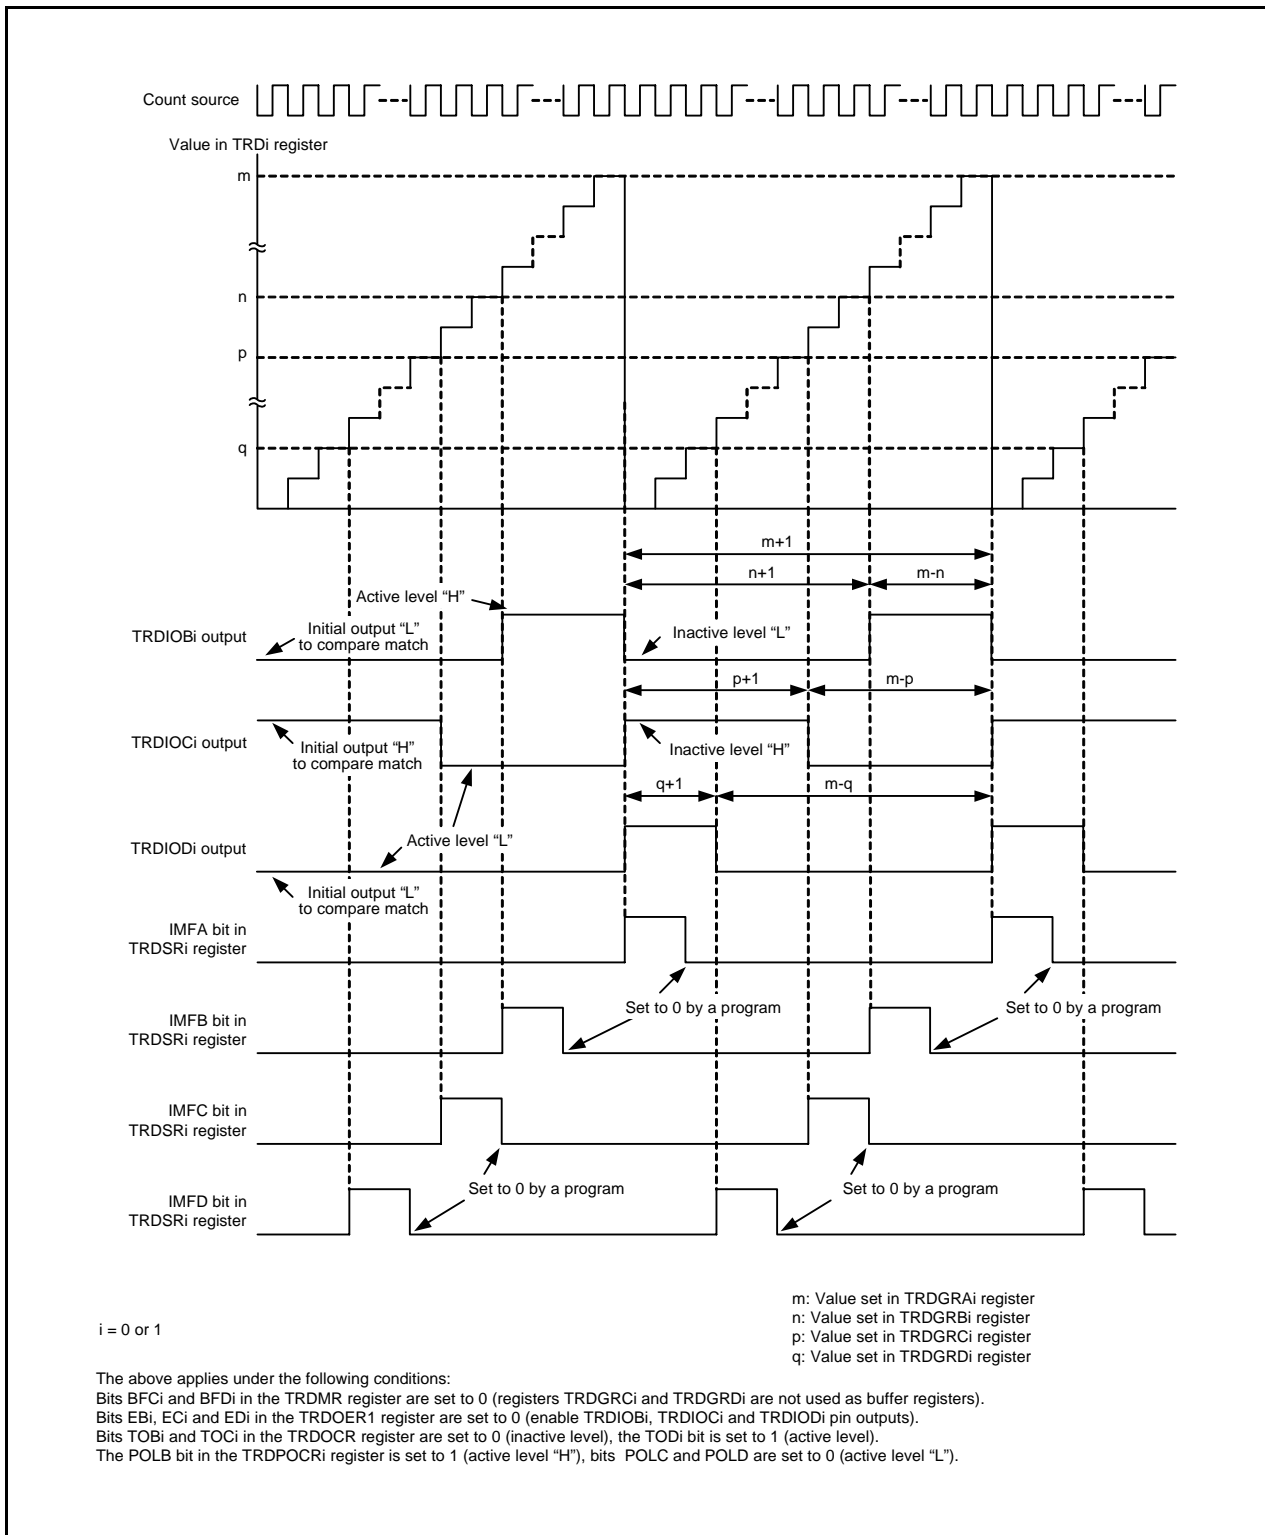 Count source
Value in TRDi register
m
n
p
q
m+1
n+1
m-n
Active level “H”
TRDIOBi output
Initial output “L”
to compare match
Inactive level “L”
p+1
m-p
TRDIOCi output
Initial output “H”
to compare match
Inactive level “H”
q+1
m-q
Active level “L”
TRDIODi output
Initial output “L”
to compare match
IMFA bit in
TRDSRi register
Set to 0 by a program
Set to 0 by a program
IMFB bit in
TRDSRi register
IMFC bit in
TRDSRi register
Set to 0 by a program
Set to 0 by a program
IMFD bit in
TRDSRi register
m: Value set in TRDGRAi register
n: Value set in TRDGRBi register
p: Value set in TRDGRCi register
q: Value set in TRDGRDi register
i = 0 or 1
The above applies under the following conditions:
Bits BFCi and BFDi in the TRDMR register are set to 0 (registers TRDGRCi and TRDGRDi are not used as buffer registers).
Bits EBi, ECi and EDi in the TRDOER1 register are set to 0 (enable TRDIOBi, TRDIOCi and TRDIODi pin outputs).
Bits TOBi and TOCi in the TRDOCR register are set to 0 (inactive level), the TODi bit is set to 1 (active level).
The POLB bit in the TRDPOCRi register is set to 1 (active level “H”), bits POLC and POLD are set to 0 (active level “L”).